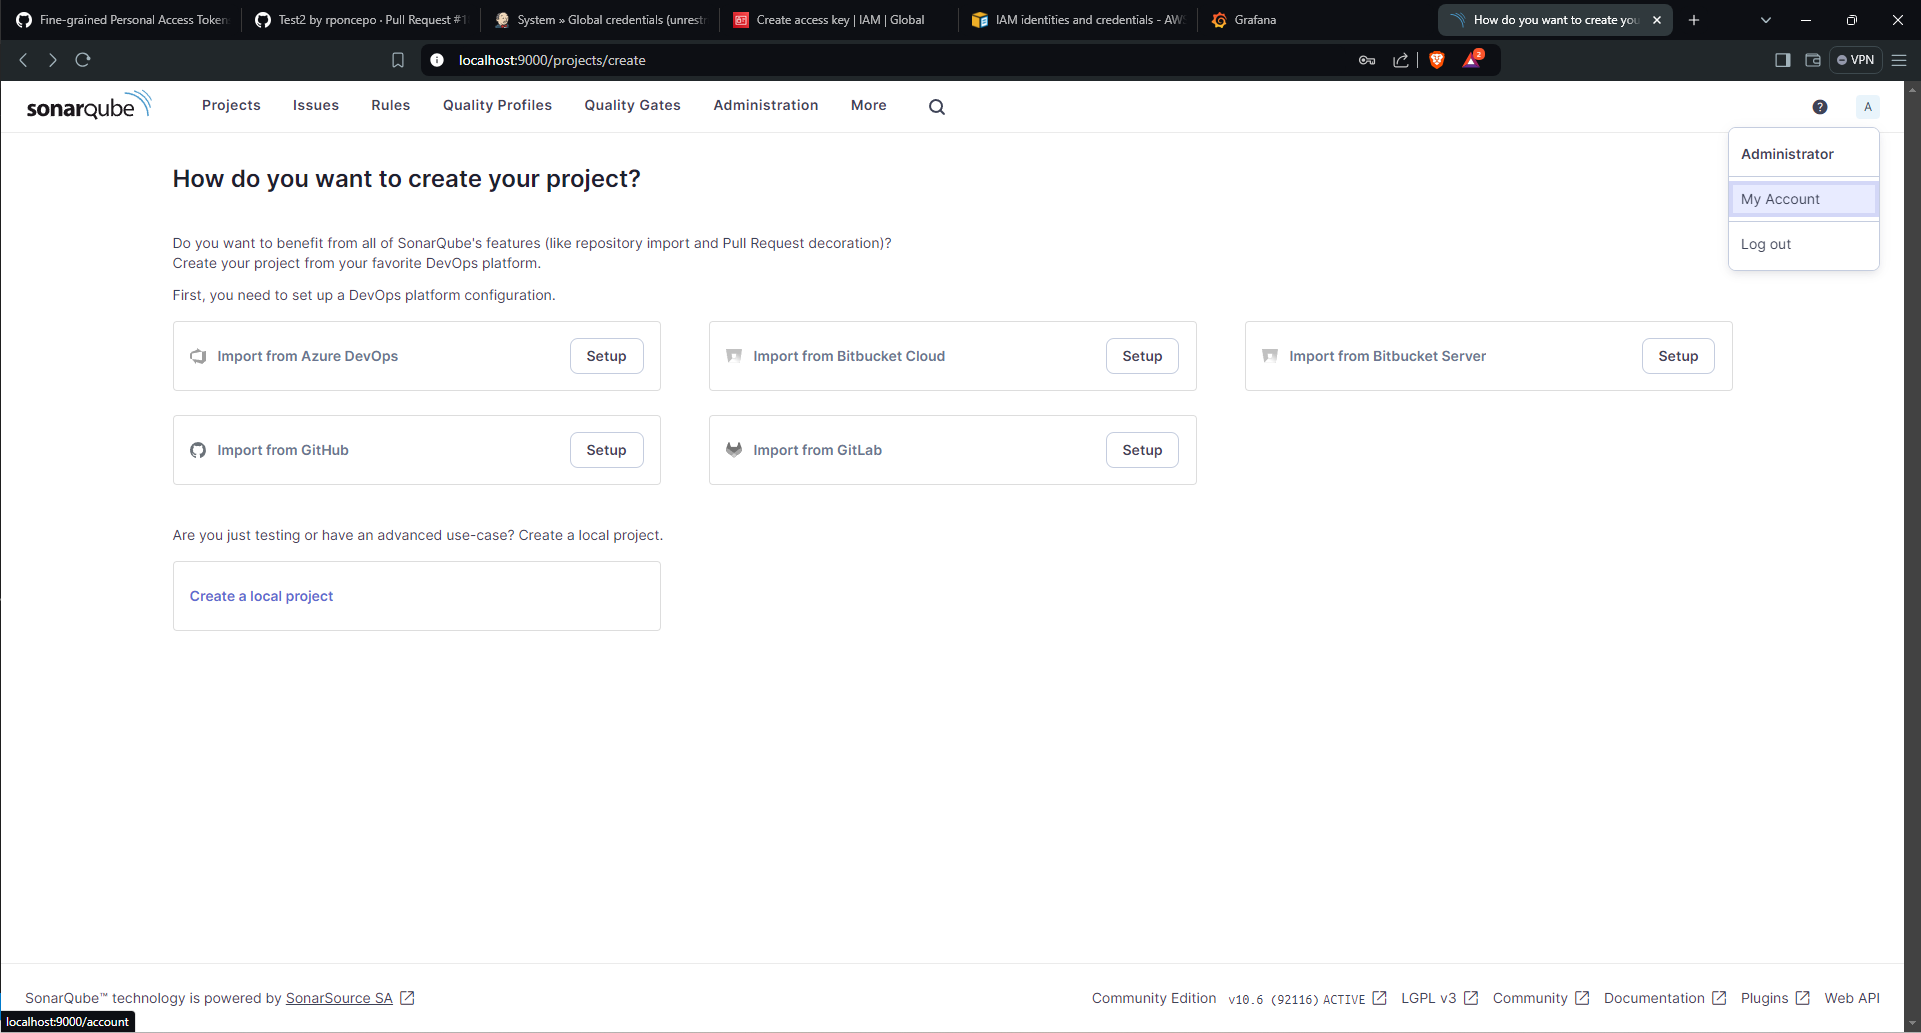 Fine-grained Personal Access Token
Test2 by rponcepo · Pull Request #1
System » Global credentials (unrestr
Create access key | IAM | Global
IAM identities and credentials - AWS
Grafana
How do you want to create you
localhost:9000/projects/create
2
VPN
sonarqube
Projects
Issues
Rules
Quality Profiles
Quality Gates
Administration
More
?
A
Administrator
My Account
Log out
How do you want to create your project?
Do you want to benefit from all of SonarQube's features (like repository import and Pull Request decoration)?
Create your project from your favorite DevOps platform.
First, you need to set up a DevOps platform configuration.
Import from Azure DevOps
Setup
Import from Bitbucket Cloud
Setup
Import from Bitbucket Server
Setup
Import from GitHub
Setup
Import from GitLab
Setup
Are you just testing or have an advanced use-case? Create a local project.
Create a local project
SonarQube™ technology is powered by SonarSource SA
Community Edition
v10.6 (92116) ACTIVE
LGPL v3
Community
Documentation
Plugins
Web API
localhost:9000/account